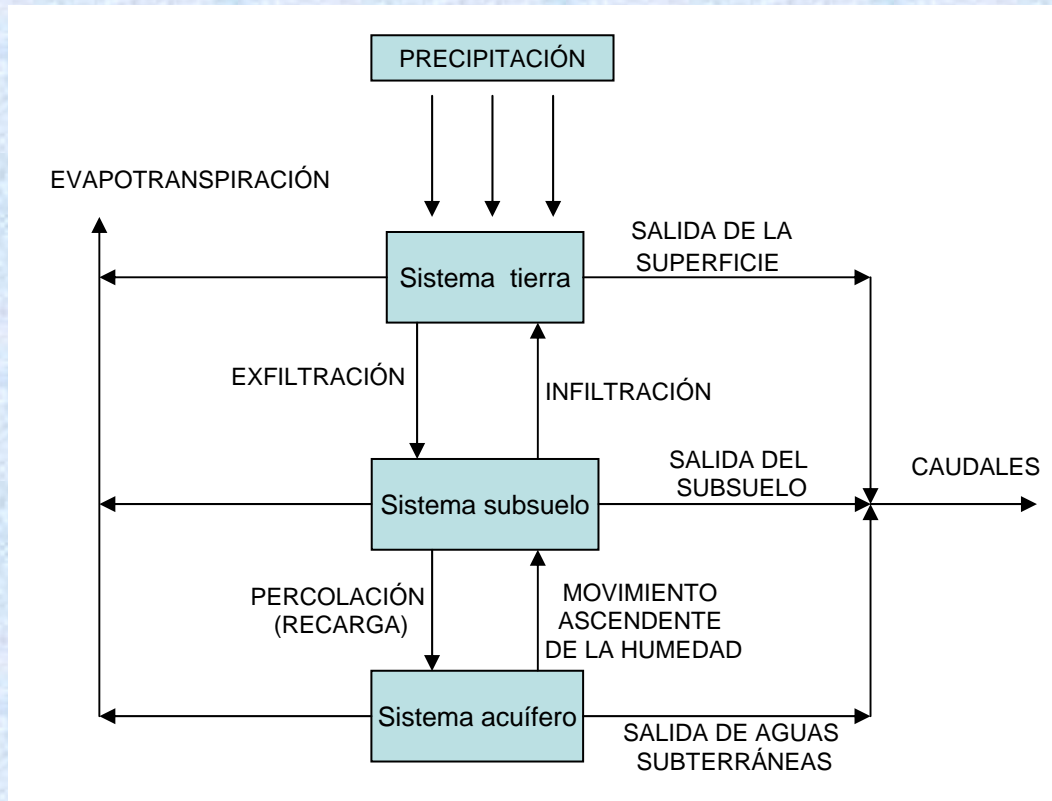 PRECIPITACIÓN
EVAPOTRANSPIRACIÓN
SALIDA DE LA
SUPERFICIE
Sistema tierra
EXFILTRACIÓN
INFILTRACIÓN
SALIDA DEL
SUBSUELO
CAUDALES
Sistema subsuelo
PERCOLACIÓN
(RECARGA)
MOVIMIENTO
ASCENDENTE
DE LA HUMEDAD
Sistema acuífero
SALIDA DE AGUAS
SUBTERRÁNEAS